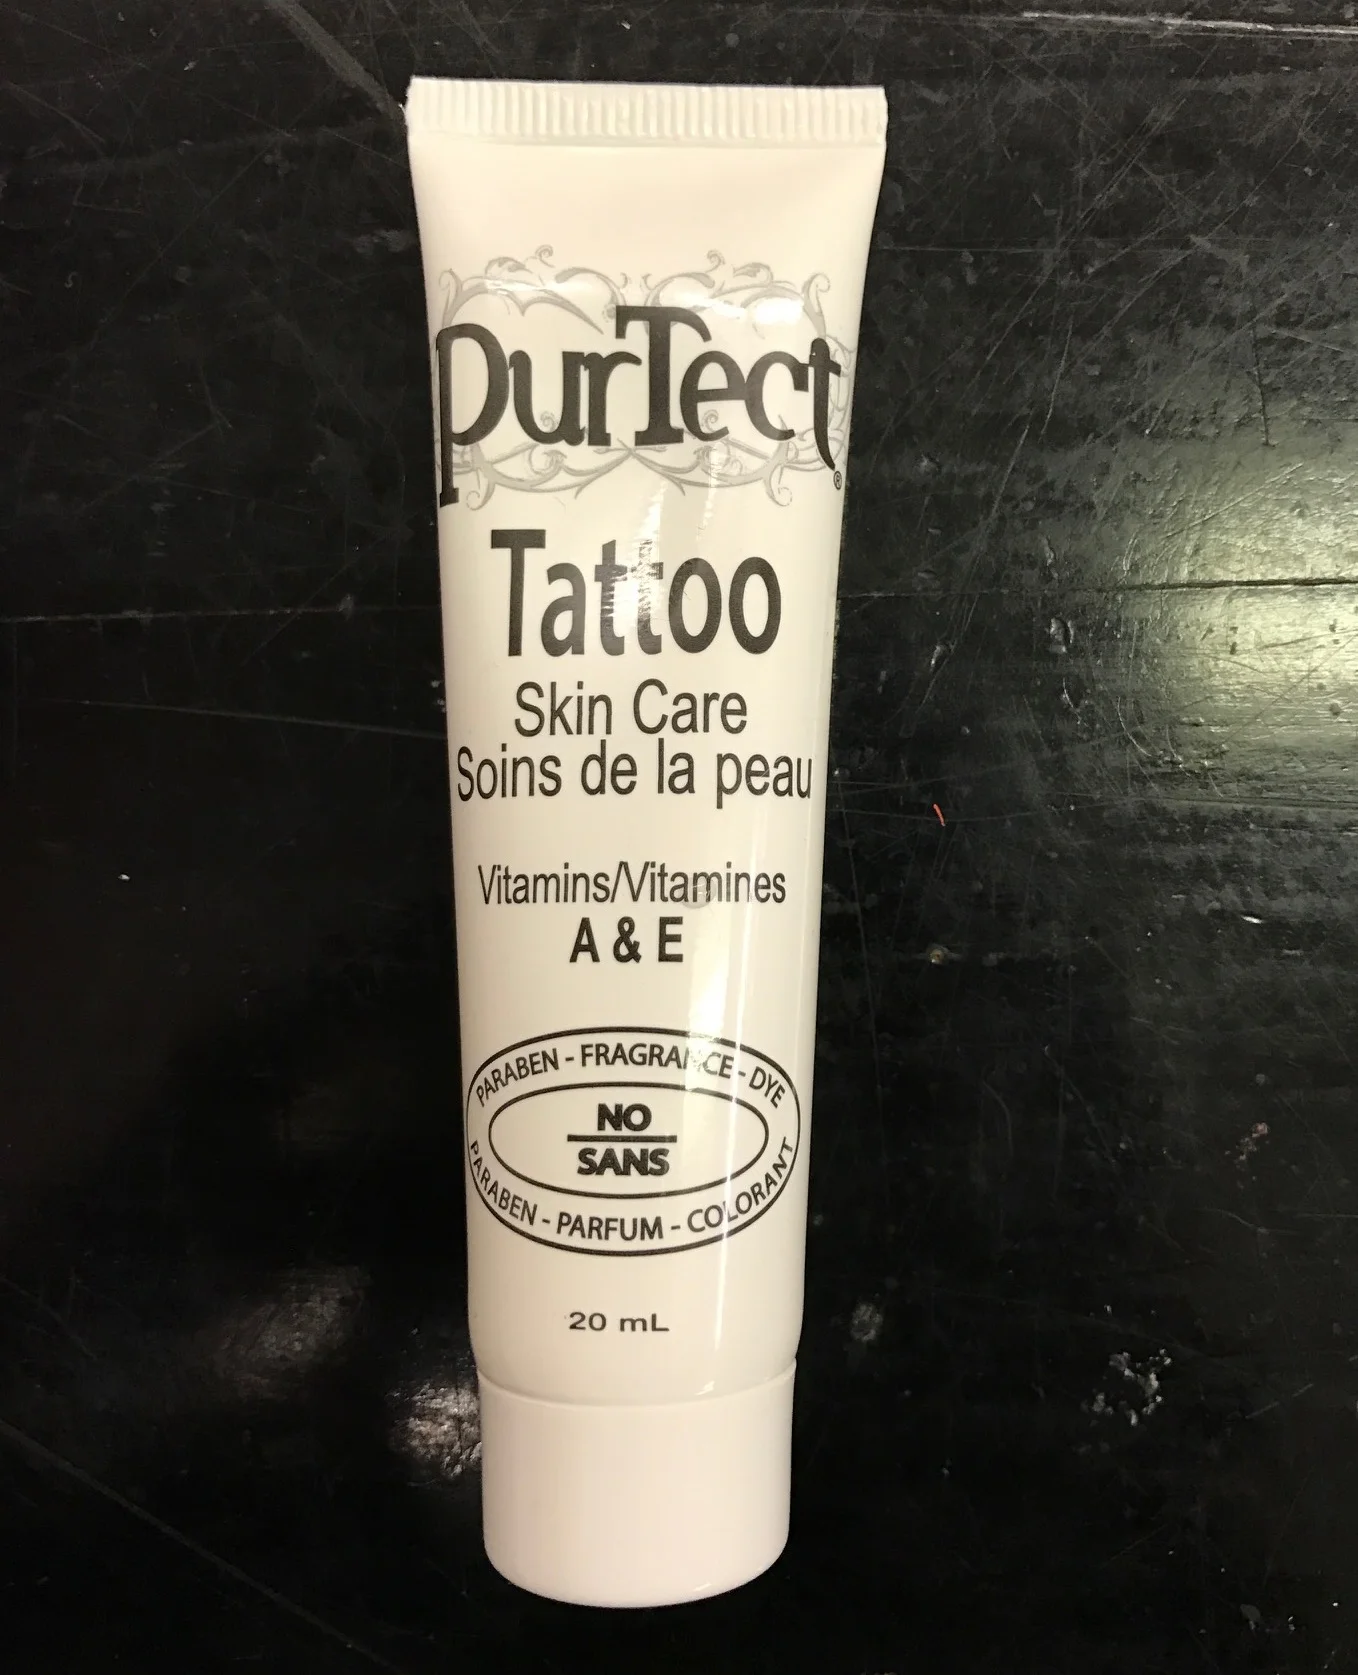 purTect®
Tattoo
Skin Care
Soins de la peau
Vitamins/Vitamines
A & E
PARABEN - FRAGRANCE - DYE
NO
SANS
PARABEN - PARFUM - COLORANT
20 mL